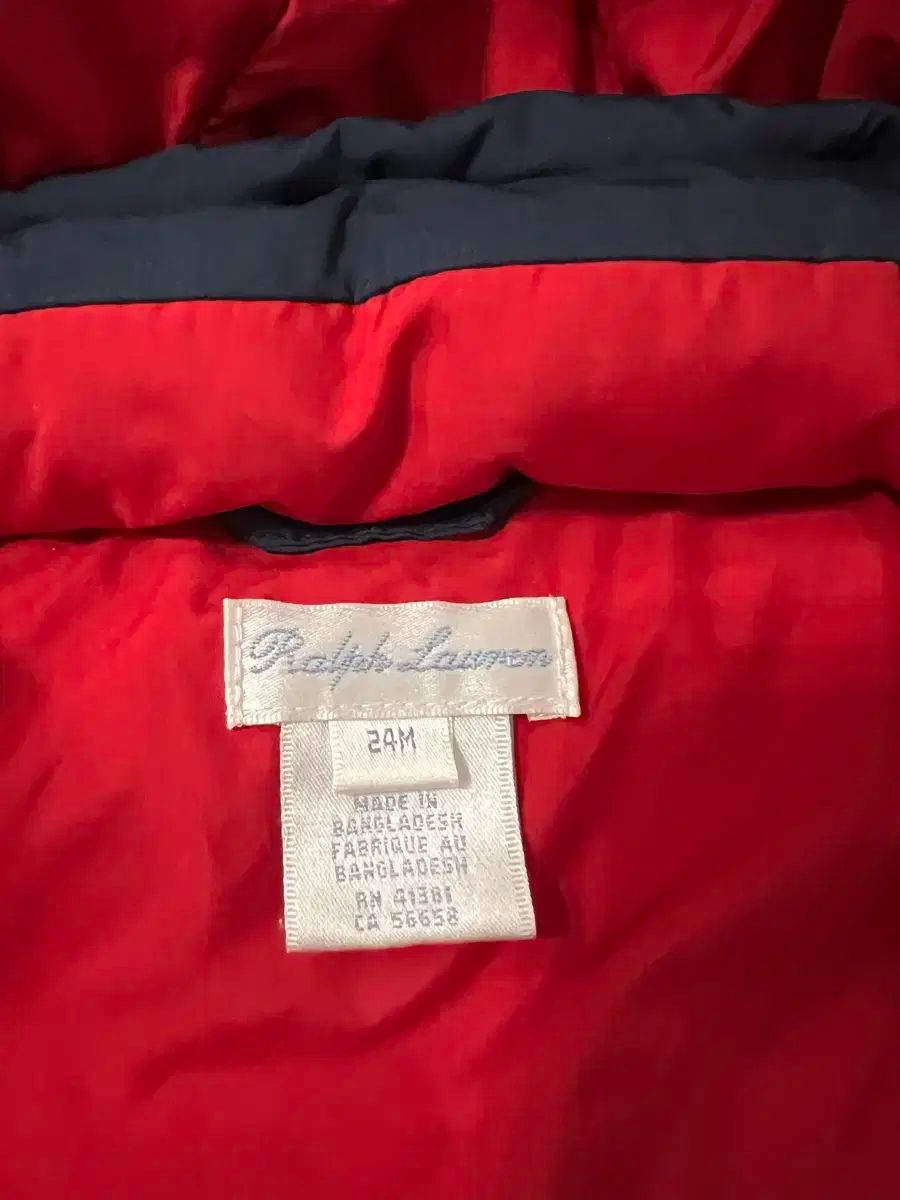 Ralph Lauren
24M
MADE IN
BANGLADESH
FABRIQUE AU
BANGLADESH
RN 41381
CA 56658